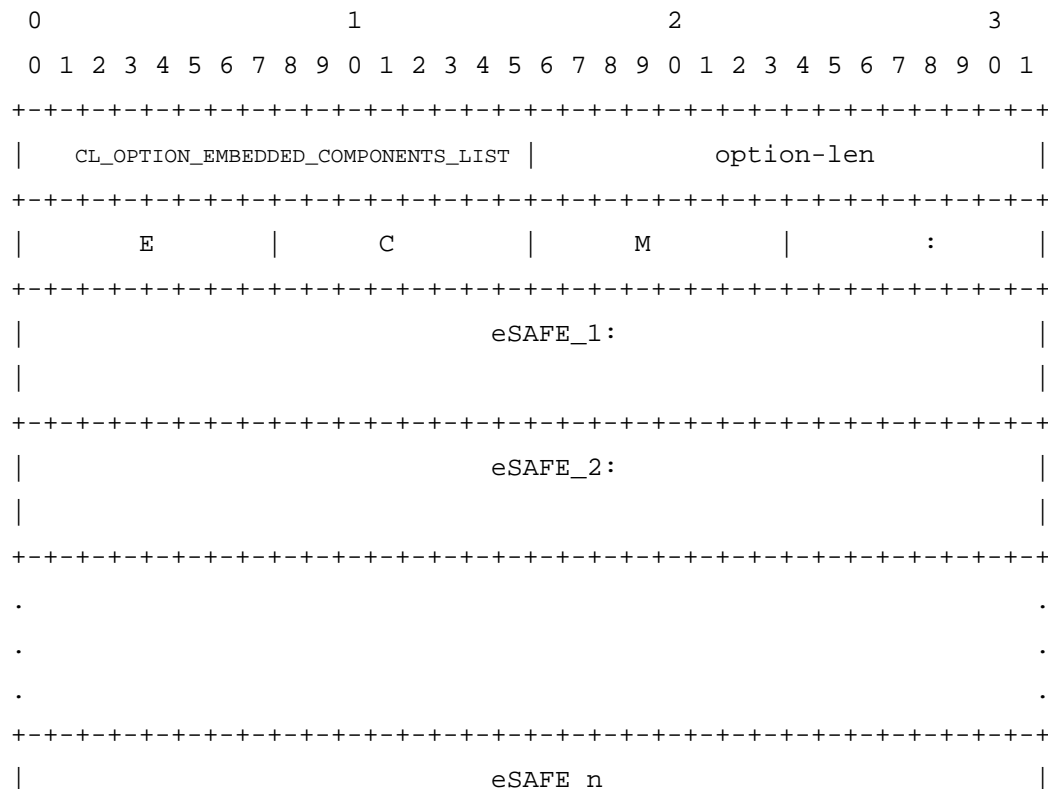 0                   1                   2                   3
0 1 2 3 4 5 6 7 8 9 0 1 2 3 4 5 6 7 8 9 0 1 2 3 4 5 6 7 8 9 0 1
+-+-+-+-+-+-+-+-+-+-+-+-+-+-+-+-+-+-+-+-+-+-+-+-+-+-+-+-+-+-+-+-+
| CL_OPTION_EMBEDDED_COMPONENTS_LIST | option-len |
+-+-+-+-+-+-+-+-+-+-+-+-+-+-+-+-+-+-+-+-+-+-+-+-+-+-+-+-+-+-+-+-+
| E | C | M | : |
+-+-+-+-+-+-+-+-+-+-+-+-+-+-+-+-+-+-+-+-+-+-+-+-+-+-+-+-+-+-+-+-+
| eSAFE_1: |
| |
+-+-+-+-+-+-+-+-+-+-+-+-+-+-+-+-+-+-+-+-+-+-+-+-+-+-+-+-+-+-+-+-+
| eSAFE_2: |
| |
+-+-+-+-+-+-+-+-+-+-+-+-+-+-+-+-+-+-+-+-+-+-+-+-+-+-+-+-+-+-+-+-+
. .
. .
. .
+-+-+-+-+-+-+-+-+-+-+-+-+-+-+-+-+-+-+-+-+-+-+-+-+-+-+-+-+-+-+-+-+
| eSAFE n |